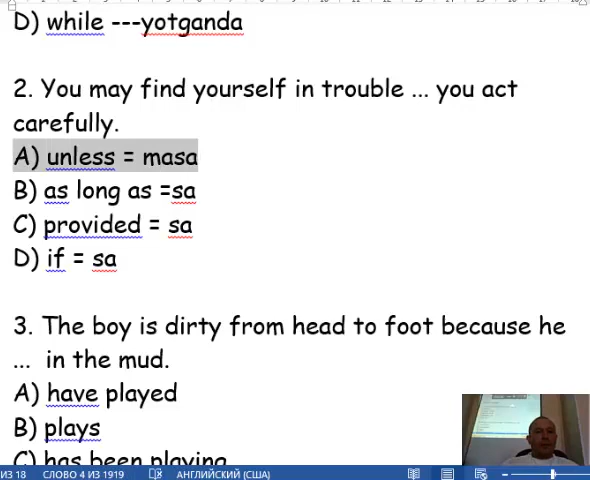 D) while ---yotganda
2. You may find yourself in trouble ... you act
carefully.
A) unless = masa
B) as long as =sa
C) provided = sa
D) if = sa
3. The boy is dirty from head to foot because he
... in the mud.
A) have played
B) plays
C) has been playing
ИЗ 18 СЛОВО 4 ИЗ 1919 АНГЛИЙСКИЙ (США)